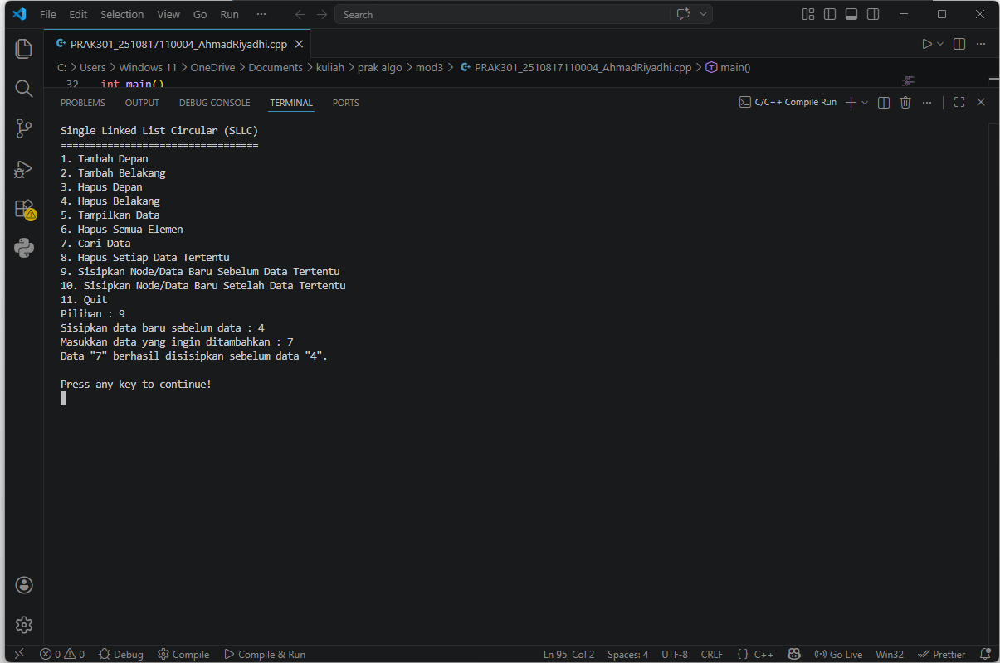 File Edit Selection View Go Run ··· Search
PRAK301_2510817110004_AhmadRiyadhi.cpp
C: > Users > Windows 11 > OneDrive > Documents > kuliah > prak algo > mod3 > PRAK301_2510817110004_AhmadRiyadhi.cpp > main()
32 int main()
PROBLEMS OUTPUT DEBUG CONSOLE TERMINAL PORTS C/C++ Compile Run
Single Linked List Circular (SLLC)
==================================
1. Tambah Depan
2. Tambah Belakang
3. Hapus Depan
4. Hapus Belakang
5. Tampilkan Data
6. Hapus Semua Elemen
7. Cari Data
8. Hapus Setiap Data Tertentu
9. Sisipkan Node/Data Baru Sebelum Data Tertentu
10. Sisipkan Node/Data Baru Setelah Data Tertentu
11. Quit
Pilihan : 9
Sisipkan data baru sebelum data : 4
Masukkan data yang ingin ditambahkan : 7
Data "7" berhasil disisipkan sebelum data "4".
Press any key to continue!
0 0 Debug Compile Compile & Run Ln 95, Col 2 Spaces: 4 UTF-8 CRLF { } C++ Go Live Win32 Prettier